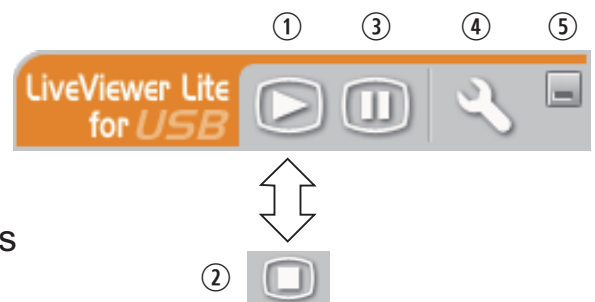 ① ③ ④ ⑤
LiveViewer Lite
for USB
s
②